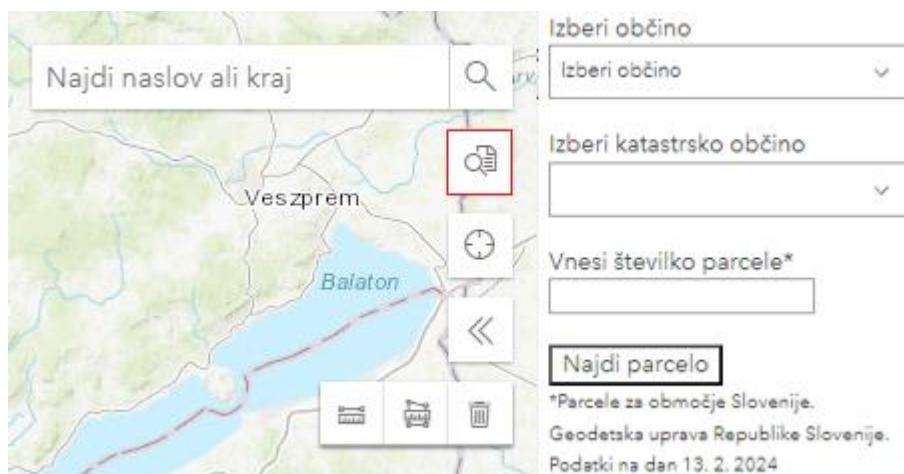 Najdi naslov ali kraj
Veszprem
Balaton
Izberi občino
Izberi občino
Izberi katastrsko občino
Vnesi številko parcele*
Najdi parcelo
*Parcele za območje Slovenije.
Geodetska uprava Republike Slovenije.
Podatki na dan 13. 2. 2024